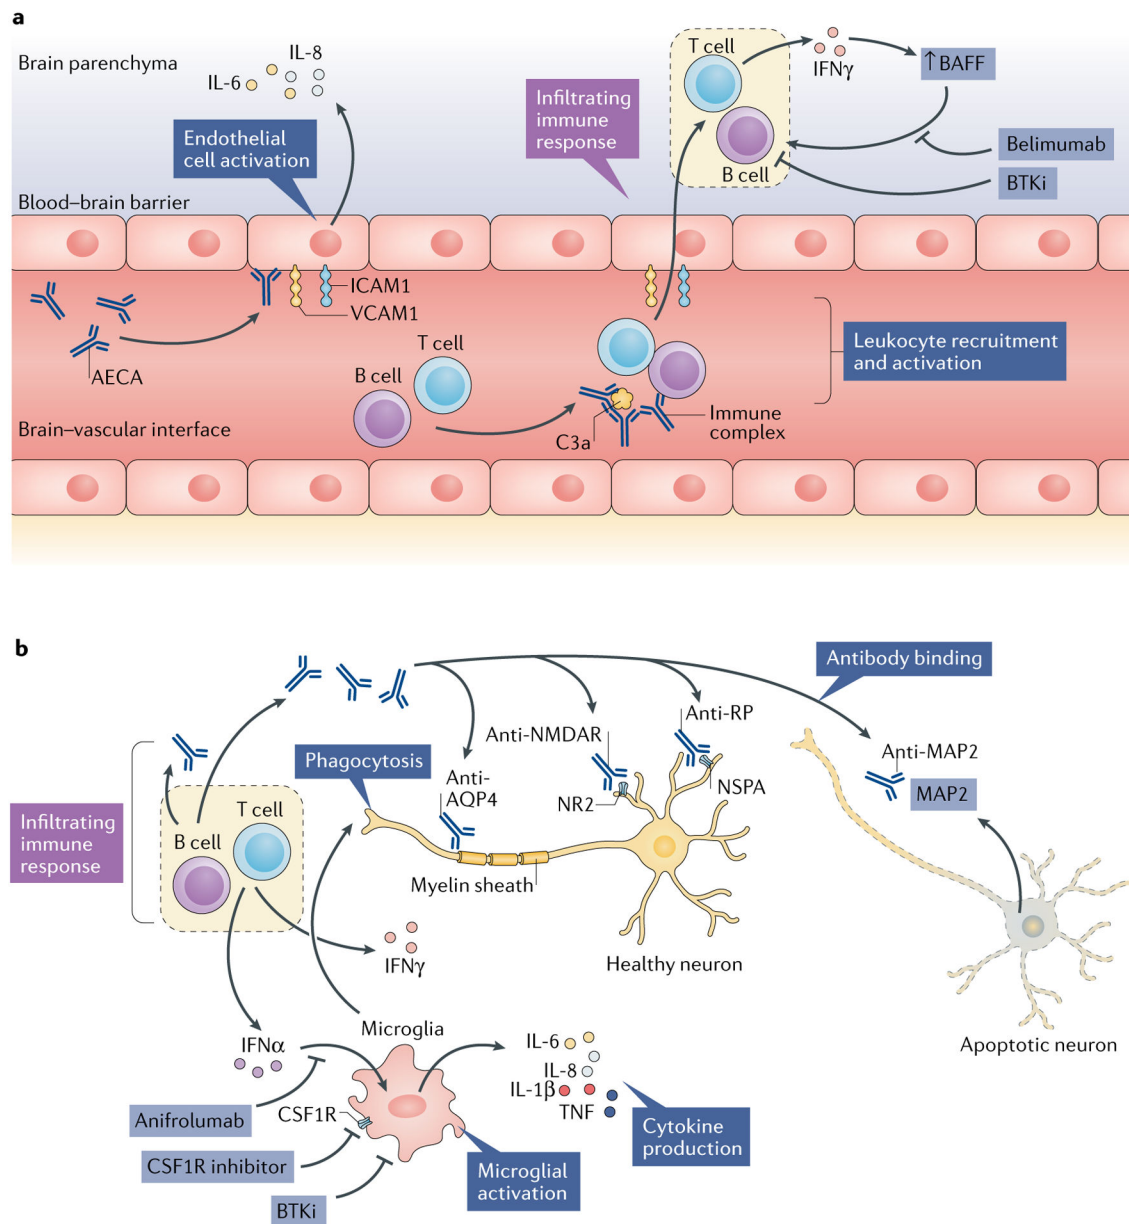 a
Brain parenchyma
IL-8
IL-6
Endothelial
cell activation
Infiltrating
immune
response
T cell
B cell
IFNγ
↑BAFF
Belimumab
BTKi
Blood–brain barrier
ICAM1
VCAM1
AECA
T cell
B cell
Leukocyte recruitment
and activation
Immune
complex
C3a
Brain–vascular interface
b
Antibody binding
Anti-RP
Anti-NMDAR
Anti-MAP2
MAP2
Phagocytosis
Anti-
AQP4
NR2
NSPA
Infiltrating
immune
response
T cell
B cell
Myelin sheath
Healthy neuron
IFNγ
Microglia
IFNα
IL-6
IL-8
IL-1β
TNF
Apoptotic neuron
Anifrolumab
CSF1R
Cytokine
production
CSF1R inhibitor
Microglial
activation
BTKi